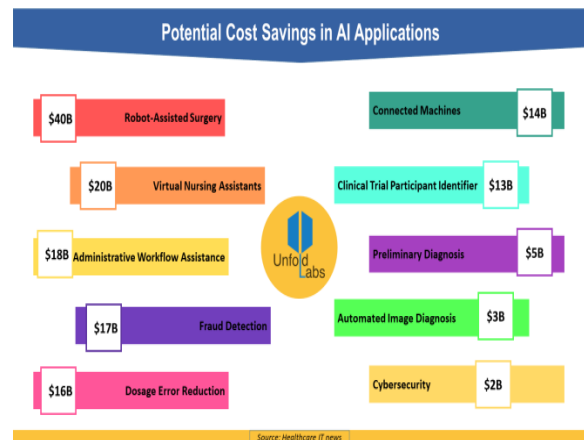 Potential Cost Savings in AI Applications
$40B Robot-Assisted Surgery
$20B Virtual Nursing Assistants
$18B Administrative Workflow Assistance
$17B Fraud Detection
$16B Dosage Error Reduction
Unfold
Labs
Connected Machines $14B
Clinical Trial Participant Identifier $13B
Preliminary Diagnosis $5B
Automated Image Diagnosis $3B
Cybersecurity $2B
Source: Healthcare IT news